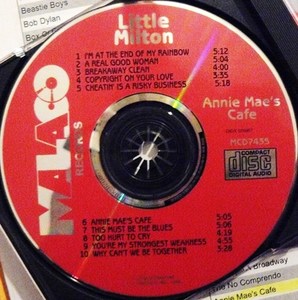 Beastie Boys
Bob Dylan
Little
Milton
1 I'M AT THE END OF MY RAINBOW 5:12
2 A REAL GOOD WOMAN 5:04
3 BREAKAWAY CLEAN 4:00
4 COPYRIGHT ON YOUR LOVE 3:35
5 CHEATIN' IS A RISKY BUSINESS 5:18
MALACO
RECORDS
Annie Mae's
Cafe
MCD7435
COMPACT
disc
DIGITAL AUDIO
6 ANNIE MAE'S CAFE 5:05
7 THIS MUST BE THE BLUES 5:06
8 TOO HURT TO CRY 4:19
9 YOU'RE MY STRONGEST WEAKNESS 4:55
10 WHY CAN'T WE BE TOGETHER 5:28
Broadway
No Comprendo
Annie Mae's Cafe